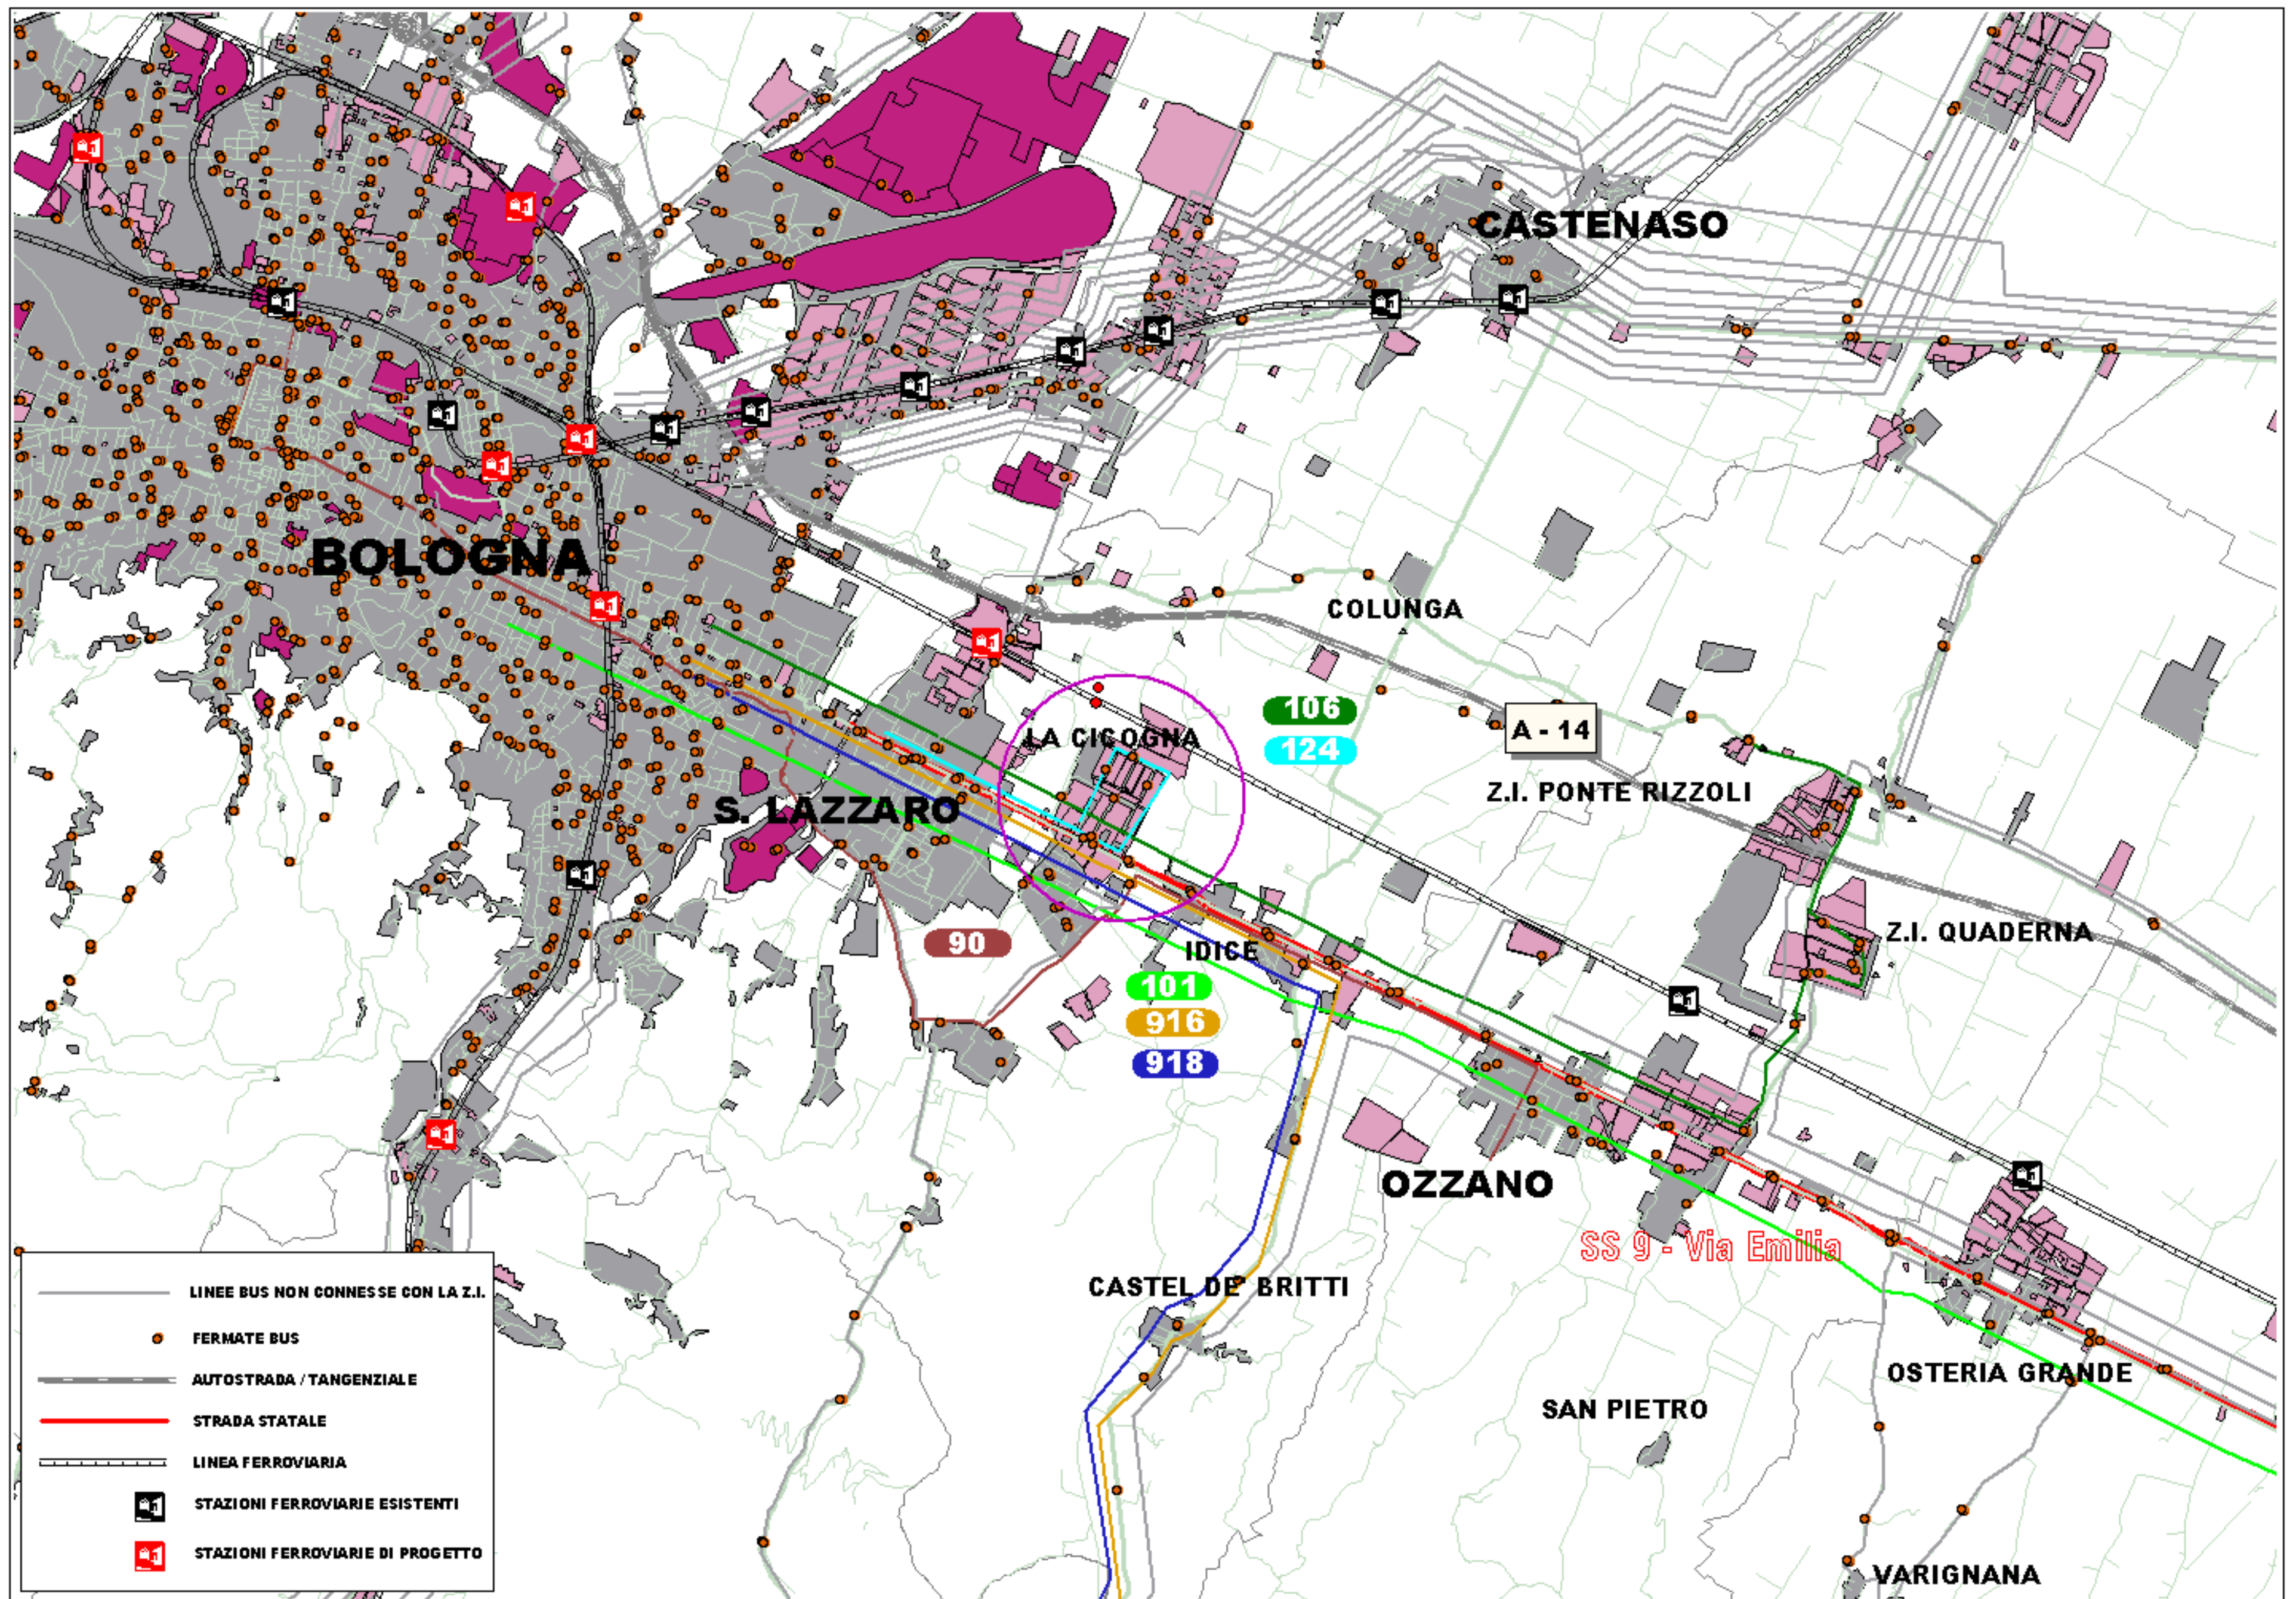 CASTENASO
BOLOGNA
COLUNGA
106
LA CICOGNA
124
A - 14
Z.I. PONTE RIZZOLI
S. LAZZARO
90
IDICE
Z.I. QUADERNA
101
916
918
OZZANO
SS 9 - Via Emilia
CASTEL DE' BRITTI
OSTERIA GRANDE
SAN PIETRO
VARIGNANA
LINEE BUS NON CONNESSE CON LA Z.I.
FERMATE BUS
AUTOSTRADA / TANGENZIALE
STRADA STATALE
LINEA FERROVIARIA
STAZIONI FERROVIARIE ESISTENTI
STAZIONI FERROVIARIE DI PROGETTO